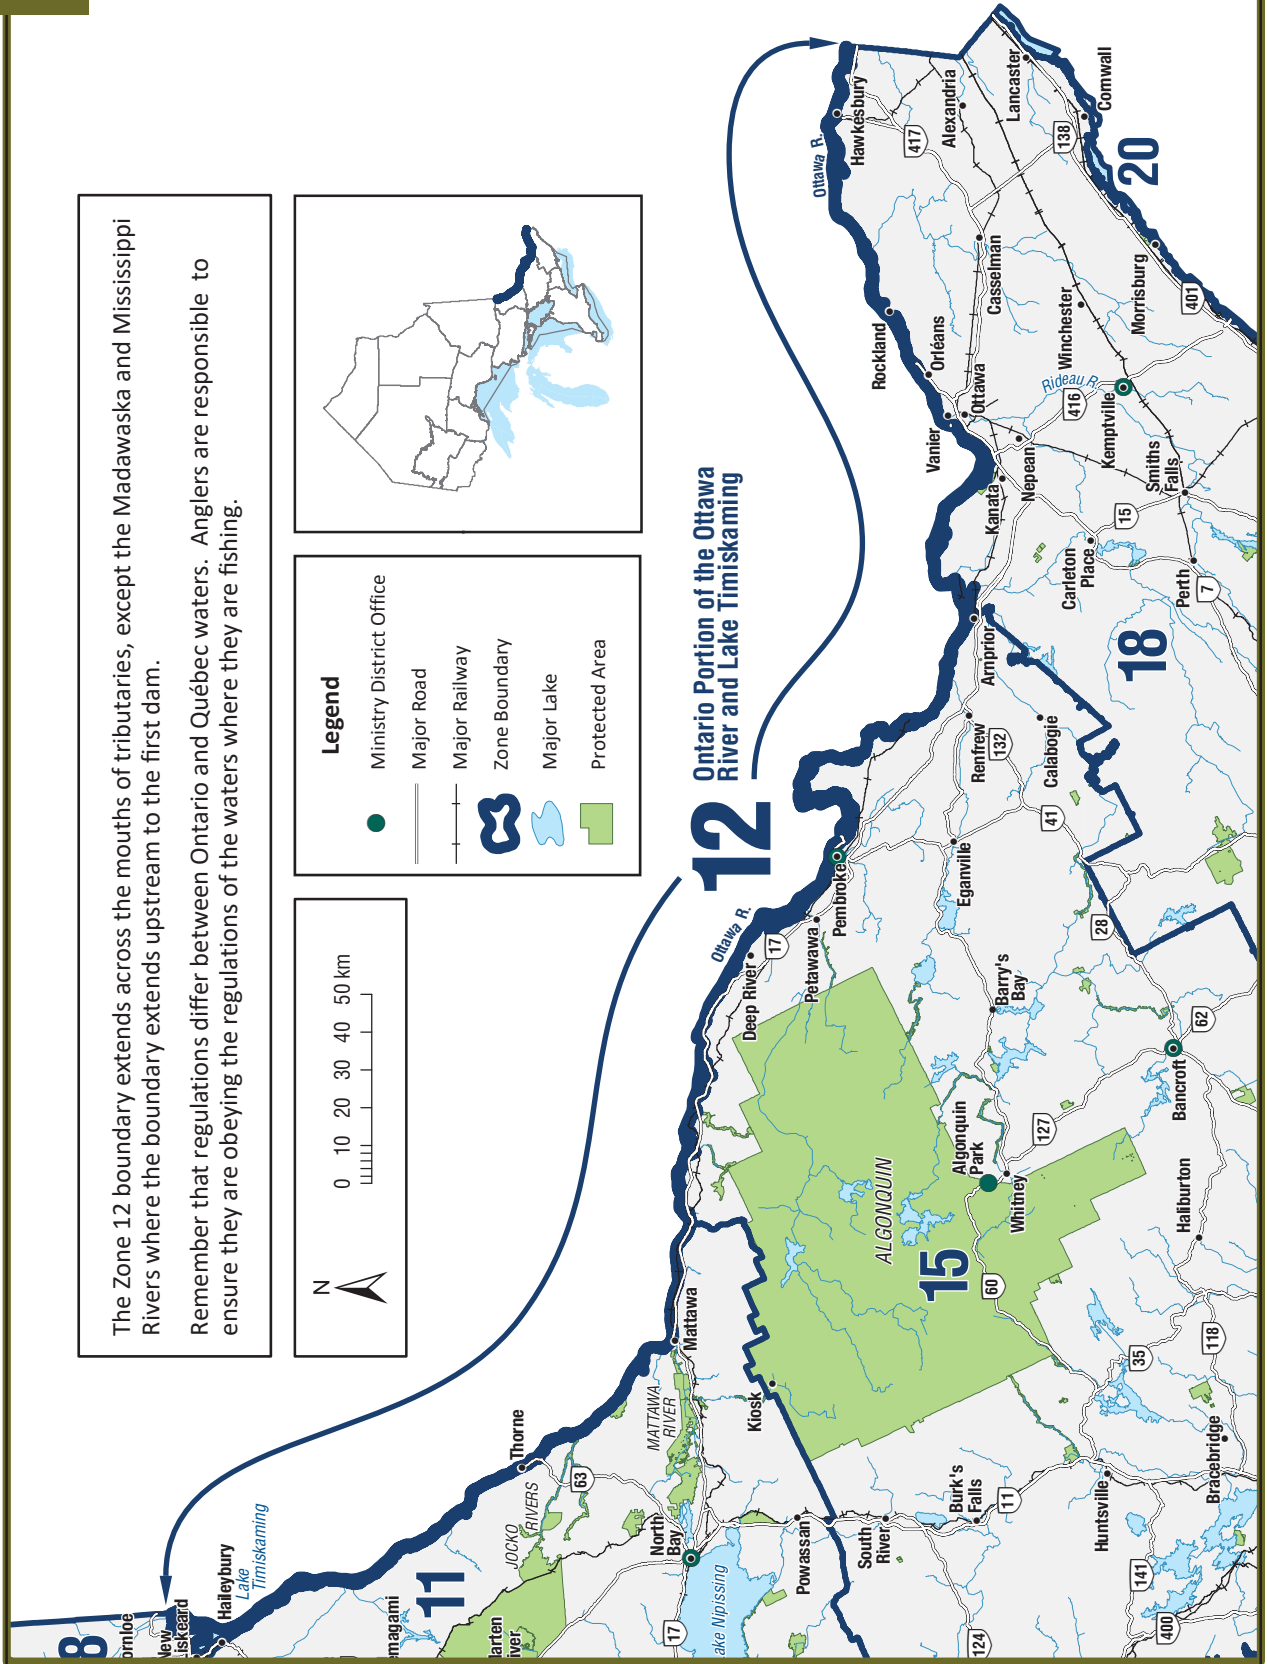 The Zone 12 boundary extends across the mouths of tributaries, except the Madawaska and Mississippi
Rivers where the boundary extends upstream to the first dam.
Remember that regulations differ between Ontario and Québec waters.  Anglers are responsible to
ensure they are obeying the regulations of the waters where they are fishing.
N
0 10 20 30 40 50 km
Legend
Ministry District Office
Major Road
Major Railway
Zone Boundary
Major Lake
Protected Area
12
Ontario Portion of the Ottawa
River and Lake Timiskaming
8
ornloe
New
Liskeard
Haileybury
Lake
Timiskaming
emagami
11
Thorne
JOCKO
RIVERS
63
arten
iver
MATTAWA
RIVER
Mattawa
North
Bay
17
ake Nipissing
Powassan
Kiosk
South
River
Burk's
Falls
11
124
Huntsville
141
400
Bracebridge
118
35
60
15
ALGONQUIN
Algonquin
Park
Whitney
127
Haliburton
Bancroft
62
28
Barry's
Bay
Ottawa R.
Deep River
17
Petawawa
Pembroke
Eganville
41
Renfrew
132
Calabogie
Arnprior
18
Carleton
Place
Perth
7
15
Smiths
Falls
Kanata
Nepean
Vanier
Ottawa
Orléans
Rockland
Rideau R.
416
Kemptville
Winchester
Casselman
Morrisburg
401
20
Ottawa R.
Hawkesbury
417
Alexandria
Lancaster
138
Cornwall